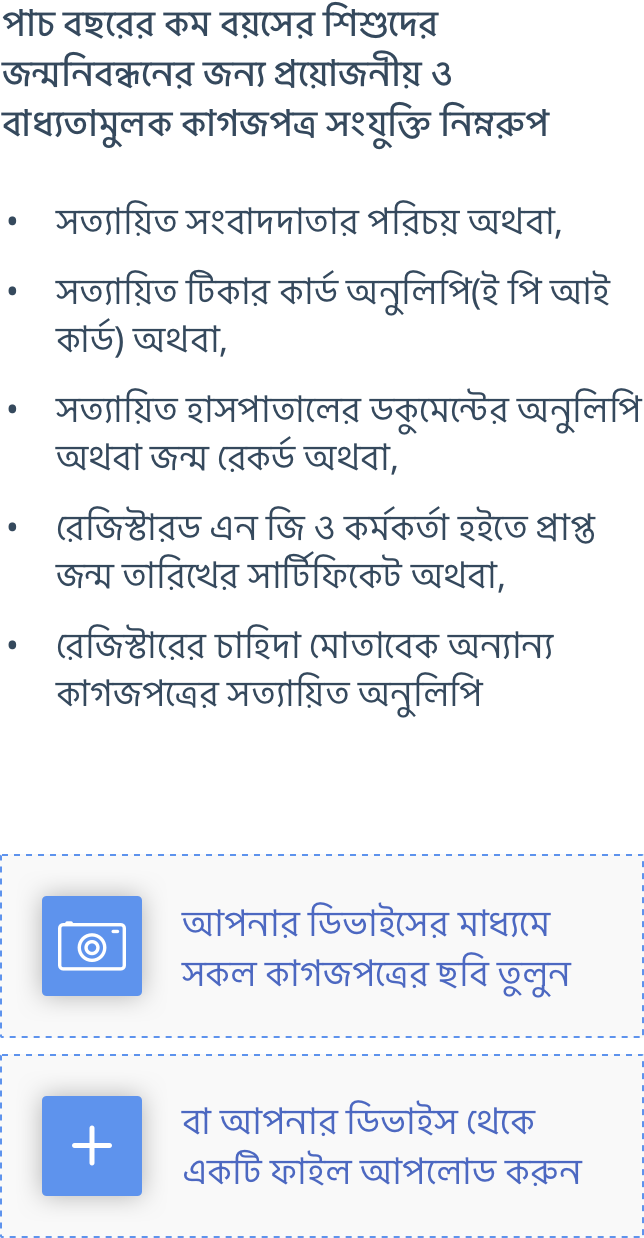 পাচ বছরের কম বয়সের শিশুদের
জন্মনিবন্ধনের জন্য প্রয়োজনীয় ও
বাধ্যতামুলক কাগজপত্র সংযুক্তি নিম্নরুপ
• সত্যায়িত সংবাদদাতার পরিচয় অথবা,
• সত্যায়িত টিকার কার্ড অনুলিপি(ই পি আই
কার্ড) অথবা,
• সত্যায়িত হাসপাতালের ডকুমেন্টের অনুলিপি
অথবা জন্ম রেকর্ড অথবা,
• রেজিস্টারড এন জি ও কর্মকর্তা হইতে প্রাপ্ত
জন্ম তারিখের সার্টিফিকেট অথবা,
• রেজিস্টারের চাহিদা মোতাবেক অন্যান্য
কাগজপত্রের সত্যায়িত অনুলিপি
আপনার ডিভাইসের মাধ্যমে
সকল কাগজপত্রের ছবি তুলুন
বা আপনার ডিভাইস থেকে
একটি ফাইল আপলোড করুন